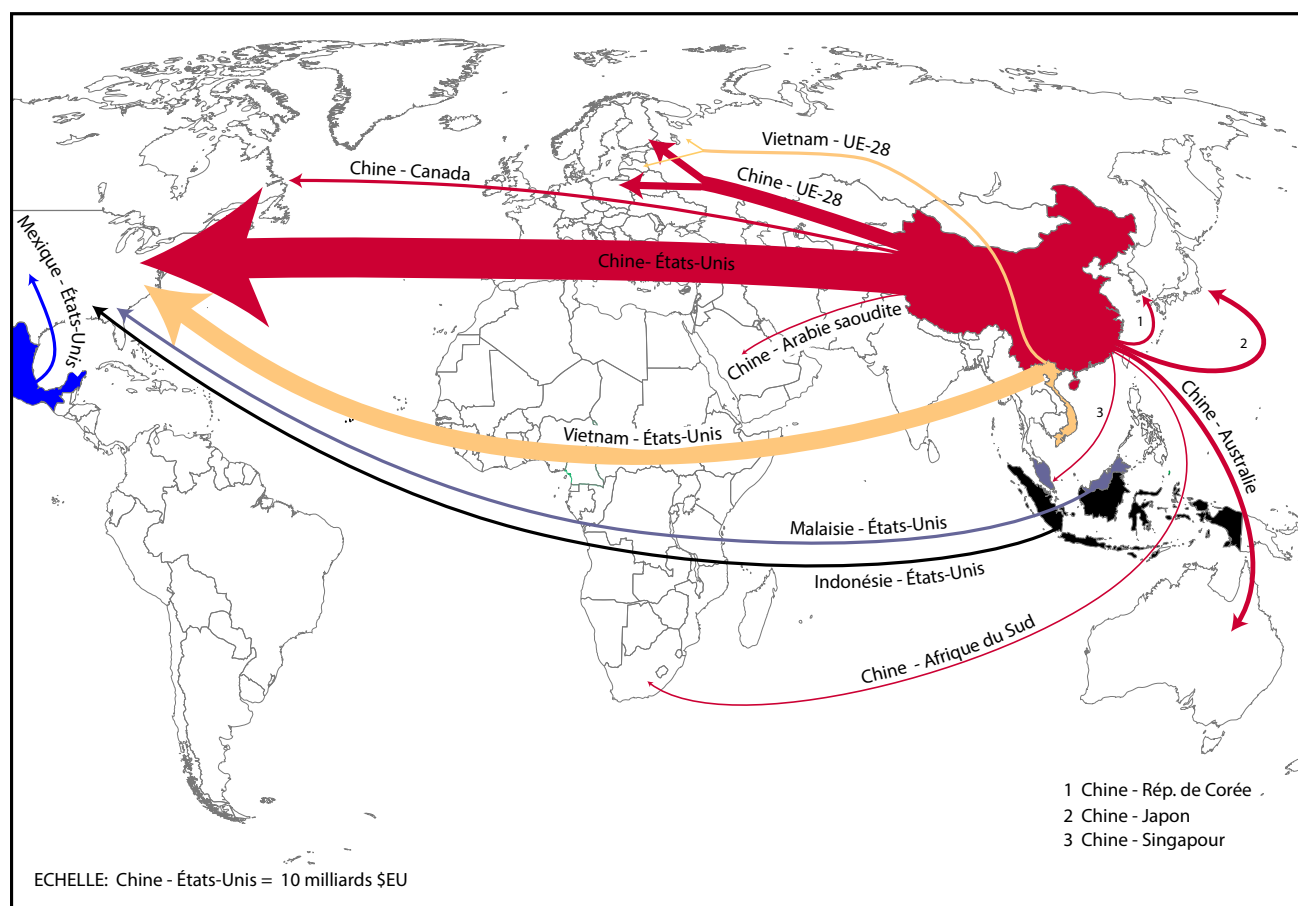 Vietnam - UE-28
Chine - Canada
Chine - UE-28
Mexique - États-Unis
Chine- États-Unis
Chine - Arabie saoudite
1
2
3
Chine - Australie
Vietnam - États-Unis
Malaisie - États-Unis
Indonésie - États-Unis
Chine - Afrique du Sud
1 Chine - Rép. de Corée
2 Chine - Japon
3 Chine - Singapour
ECHELLE: Chine - États-Unis = 10 milliards $EU